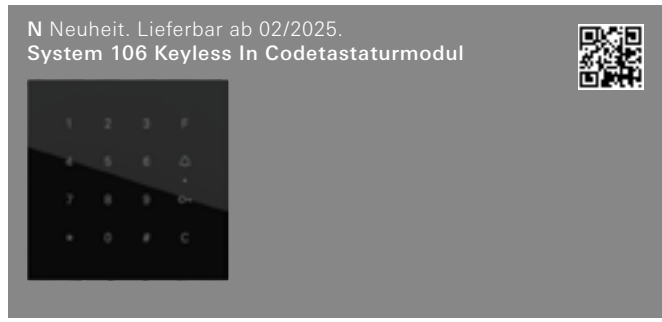 N Neuheit. Lieferbar ab 02/2025.
System 106 Keyless In Codetastaturmodul
1 2 3 F
4 5 6
7 8 9
* 0 # C